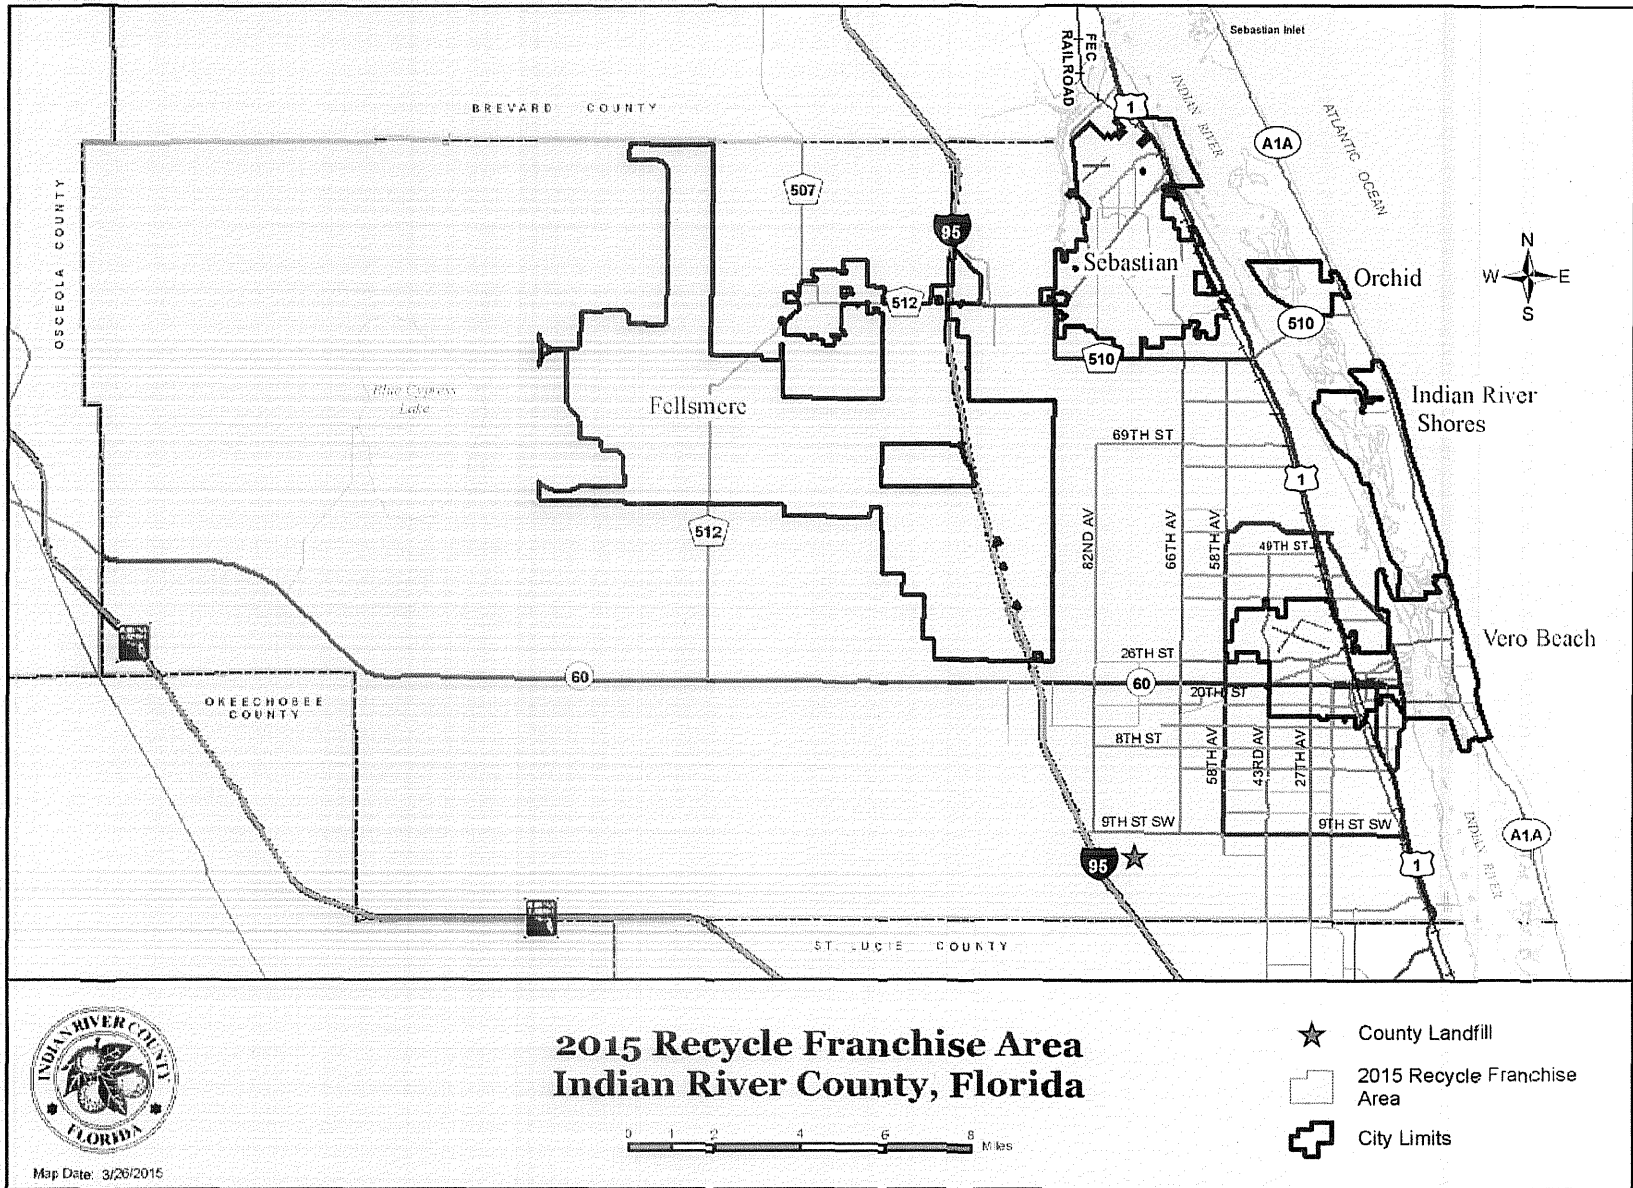 Sebastian Inlet
FEC
RAILROAD
1
INDIAN RIVER
ATLANTIC OCEAN
A1A
BREVARD COUNTY
OSCEOLA COUNTY
507
95
Sebastian
Orchid
N
W E
S
512
510
510
Blue Cypress
Lake
Fellsmere
Indian River
Shores
69TH ST
1
512
82ND AV
66TH AV
58TH AV
49TH ST
Vero Beach
26TH ST
60
60
20TH ST
OKEECHOBEE
COUNTY
8TH ST
58TH AV
43RD AV
27TH AV
9TH ST SW
9TH ST SW
INDIAN RIVER
A1A
95
1
ST LUCIE COUNTY
INDIAN RIVER COUNTY
FLORIDA
Map Date: 3/26/2015
2015 Recycle Franchise Area
Indian River County, Florida
0 1 2 4 6 8
Miles
County Landfill
2015 Recycle Franchise
Area
City Limits